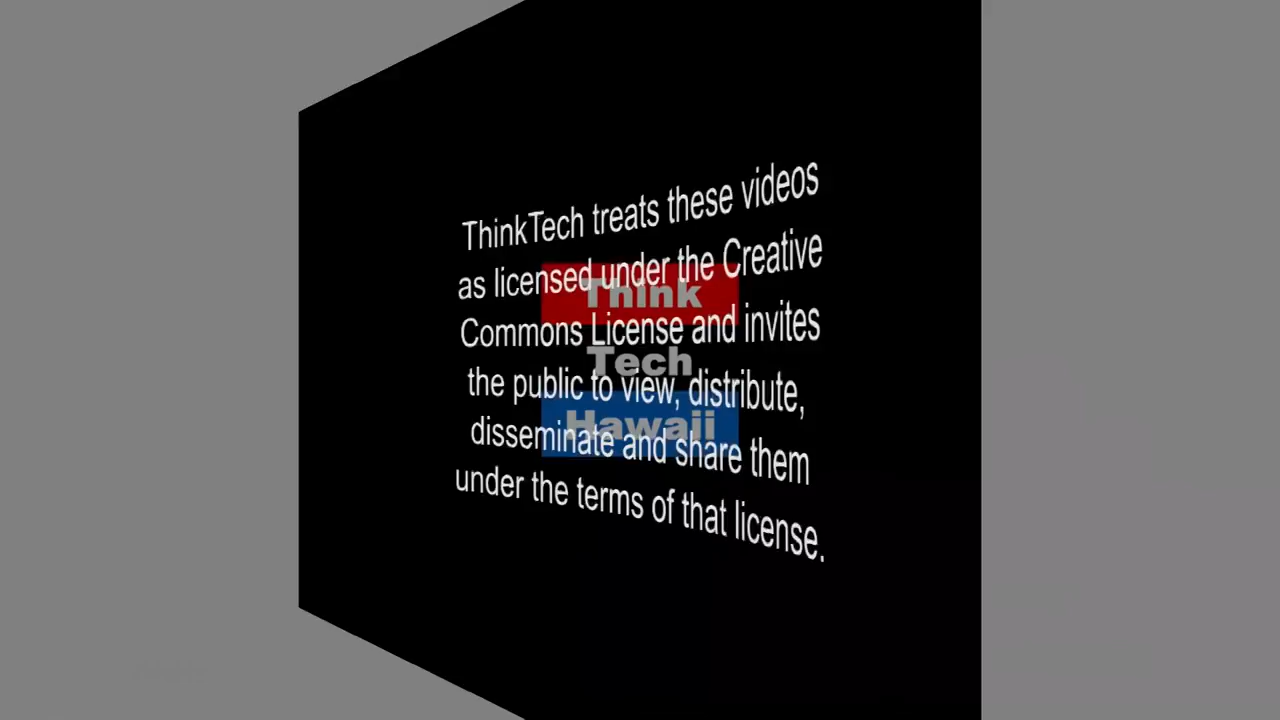 ThinkTech treats these videos
as licensed under the Creative
Commons License and invites
the public to view, distribute,
disseminate and share them
under the terms of that license.
Think
Tech
Hawaii